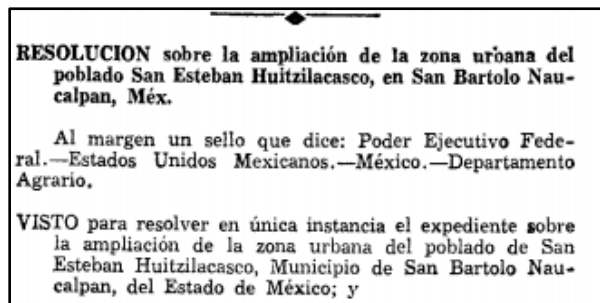 RESOLUCION sobre la ampliación de la zona urbana del
poblado San Esteban Huitzilacasco, en San Bartolo Nau-
calpan, Méx.
Al margen un sello que dice: Poder Ejecutivo Fede-
ral.—Estados Unidos Mexicanos.—México.—Departamento
Agrario.
VISTO para resolver en única instancia el expediente sobre
la ampliación de la zona urbana del poblado de San
Esteban Huitzilacasco, Municipio de San Bartolo Nau-
calpan, del Estado de México; y